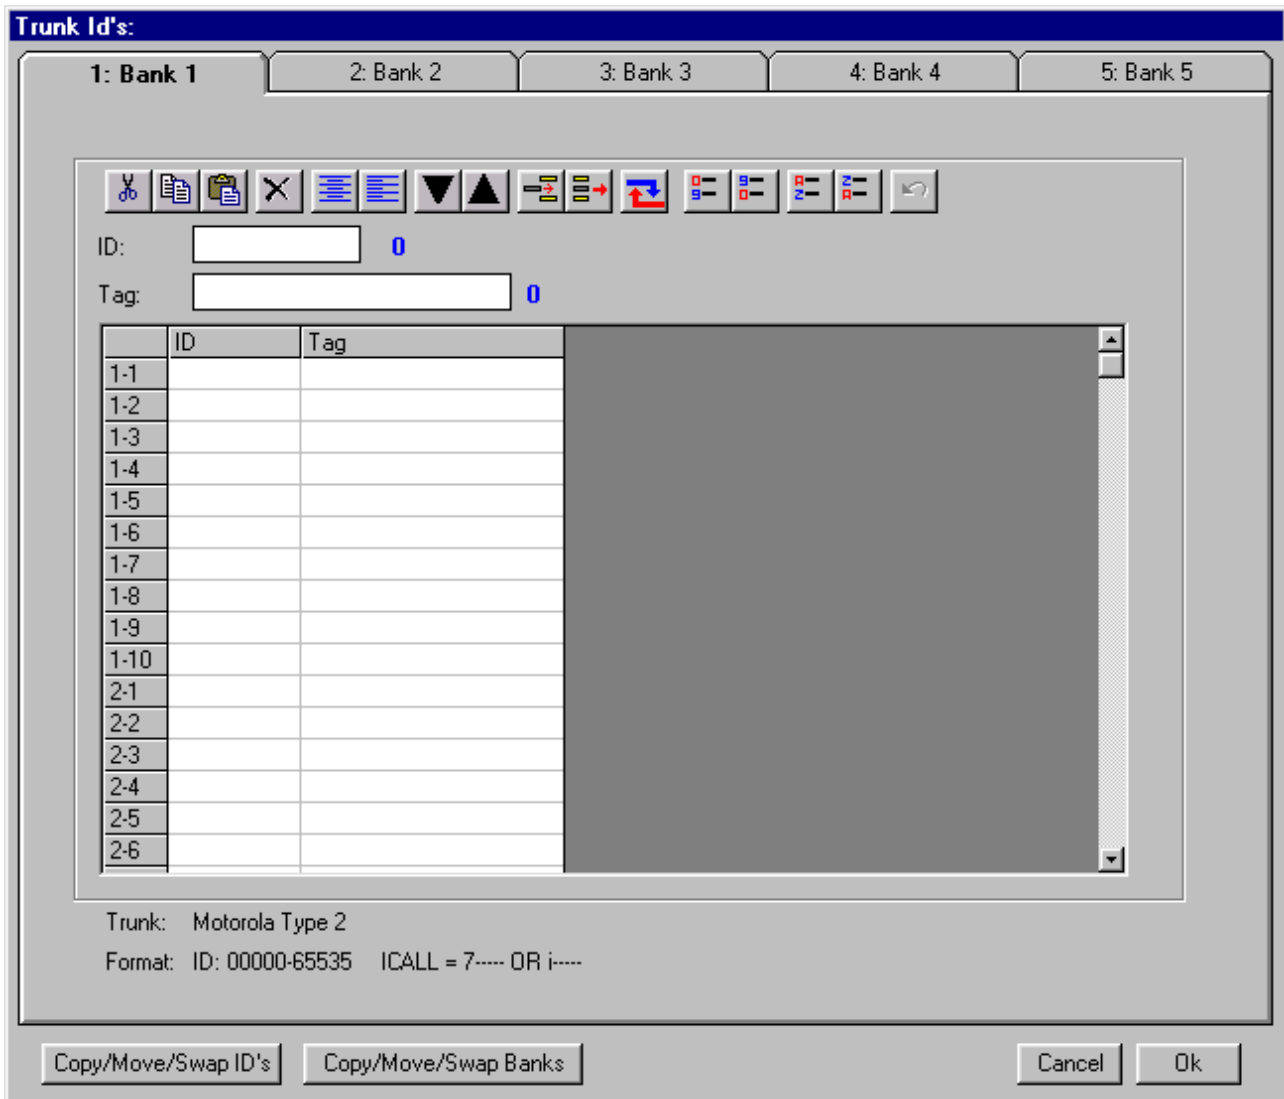 Trunk Id's:
1: Bank 1 2: Bank 2 3: Bank 3 4: Bank 4 5: Bank 5
ID: 0
Tag: 0
ID Tag
1-1
1-2
1-3
1-4
1-5
1-6
1-7
1-8
1-9
1-10
2-1
2-2
2-3
2-4
2-5
2-6
Trunk: Motorola Type 2
Format: ID: 00000-65535 ICALL = 7----- OR i-----
Copy/Move/Swap ID's Copy/Move/Swap Banks Cancel Ok